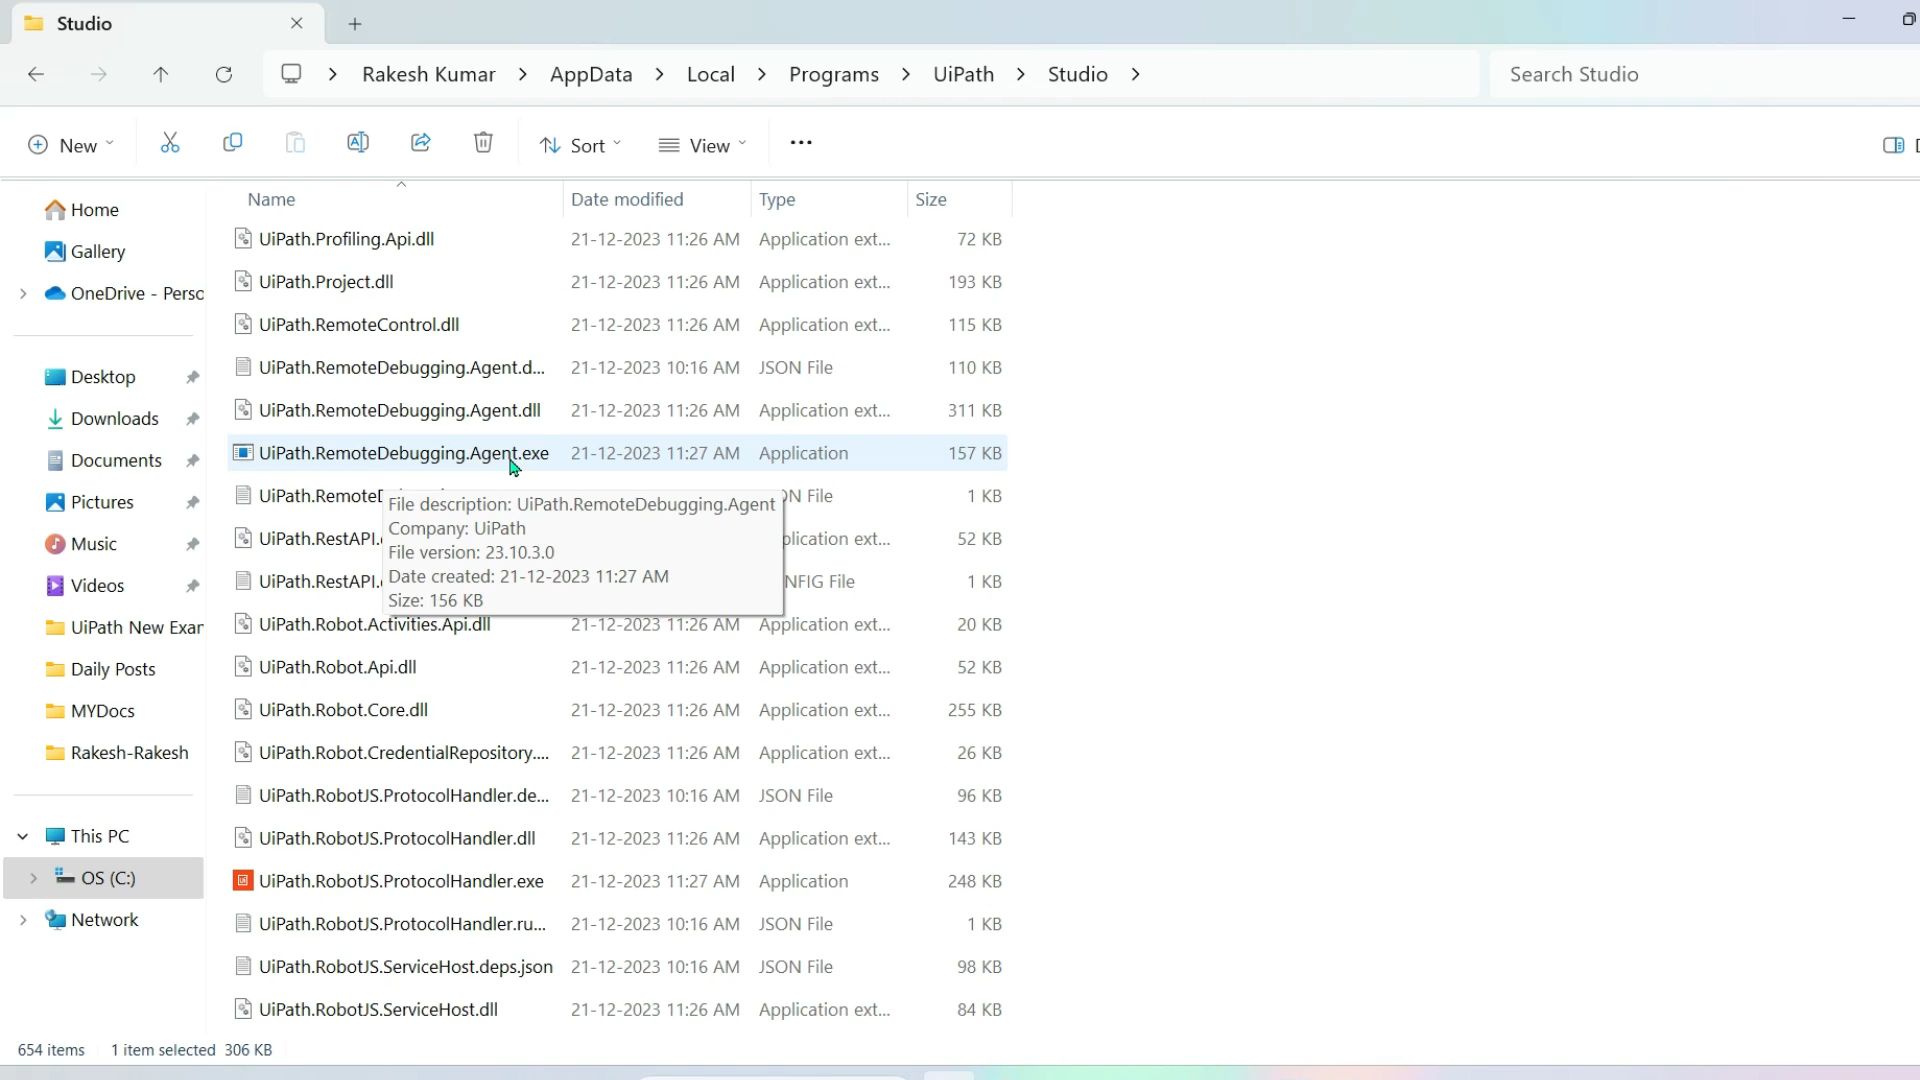 Studio
Rakesh Kumar AppData Local Programs UiPath Studio
Search Studio
New Sort View
Name Date modified Type Size
Home
Gallery
OneDrive - Perso
Desktop
Downloads
Documents
Pictures
Music
Videos
UiPath New Exar
Daily Posts
MYDocs
Rakesh-Rakesh
This PC
OS (C:)
Network
UiPath.Profiling.Api.dll 21-12-2023 11:26 AM Application ext... 72 KB
UiPath.Project.dll 21-12-2023 11:26 AM Application ext... 193 KB
UiPath.RemoteControl.dll 21-12-2023 11:26 AM Application ext... 115 KB
UiPath.RemoteDebugging.Agent.d... 21-12-2023 10:16 AM JSON File 110 KB
UiPath.RemoteDebugging.Agent.dll 21-12-2023 11:26 AM Application ext... 311 KB
UiPath.RemoteDebugging.Agent.exe 21-12-2023 11:27 AM Application 157 KB
File 1 KB
UiPath.RestAPI. ext... 52 KB
UiPath.RestAPI. File 1 KB
File description: UiPath.RemoteDebugging.Agent
Company: UiPath
File version: 23.10.3.0
Date created: 21-12-2023 11:27 AM
Size: 156 KB
UiPath.Robot.Activities.Api.dll 21-12-2023 11:26 AM Application ext... 20 KB
UiPath.Robot.Api.dll 21-12-2023 11:26 AM Application ext... 52 KB
UiPath.Robot.Core.dll 21-12-2023 11:26 AM Application ext... 255 KB
UiPath.Robot.CredentialRepository.... 21-12-2023 11:26 AM Application ext... 26 KB
UiPath.RobotJS.ProtocolHandler.de... 21-12-2023 10:16 AM JSON File 96 KB
UiPath.RobotJS.ProtocolHandler.dll 21-12-2023 11:26 AM Application ext... 143 KB
UiPath.RobotJS.ProtocolHandler.exe 21-12-2023 11:27 AM Application 248 KB
UiPath.RobotJS.ProtocolHandler.ru... 21-12-2023 10:16 AM JSON File 1 KB
UiPath.RobotJS.ServiceHost.deps.json 21-12-2023 10:16 AM JSON File 98 KB
UiPath.RobotJS.ServiceHost.dll 21-12-2023 11:26 AM Application ext... 84 KB
654 items 1 item selected 306 KB